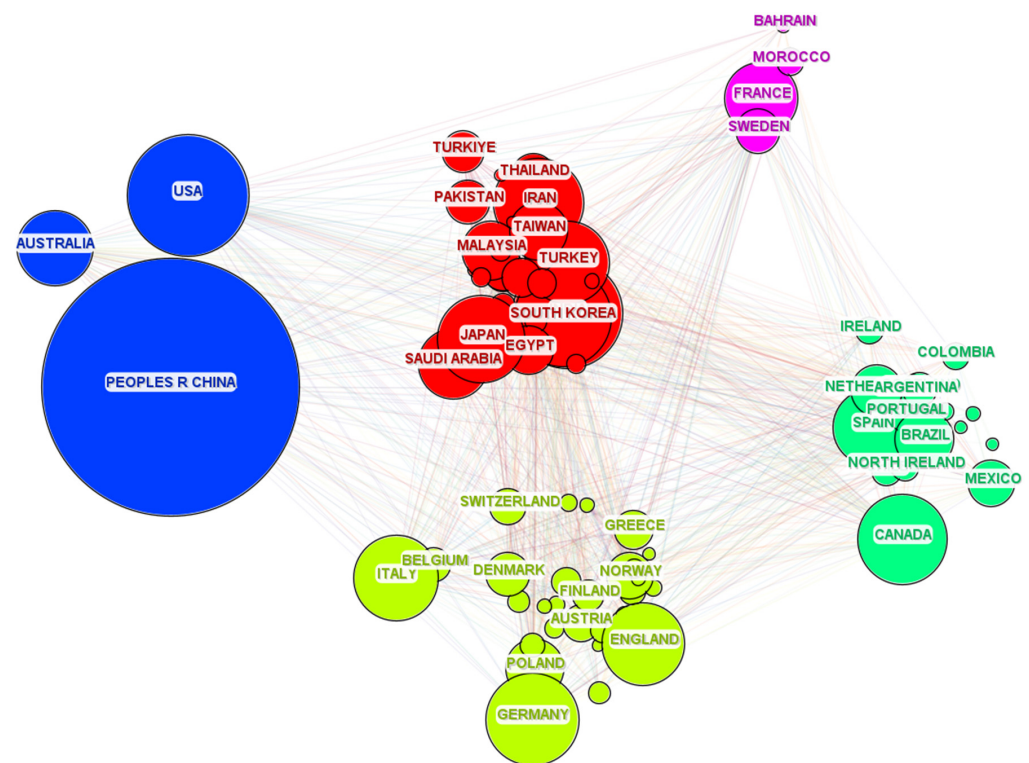 BAHRAIN
MOROCCO
FRANCE
SWEDEN
TURKIYE
THAILAND
USA
PAKISTAN
IRAN
TAIWAN
AUSTRALIA
MALAYSIA
TURKEY
SOUTH KOREA
IRELAND
JAPAN
EGYPT
COLOMBIA
SAUDI ARABIA
PEOPLES R CHINA
NETHE
ARGENTINA
PORTUGAL
SPAIN
BRAZIL
NORTH IRELAND
MEXICO
SWITZERLAND
GREECE
CANADA
BELGIUM
ITALY
DENMARK
NORWAY
FINLAND
AUSTRIA
ENGLAND
POLAND
GERMANY